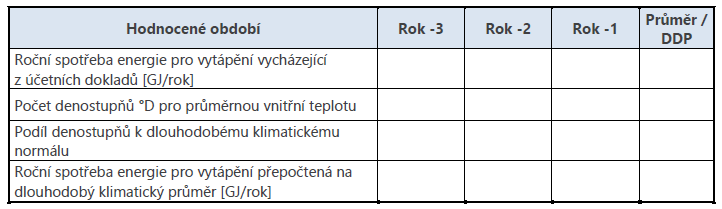 Hodnocené období Rok -3 Rok -2 Rok -1 Průměr /
DDP
Roční spotřeba energie pro vytápění vycházející
z účetních dokladů [GJ/rok]
Počet denostupňů °D pro průměrnou vnitřní teplotu
Podíl denostupňů k dlouhodobému klimatickému
normálu
Roční spotřeba energie pro vytápění přepočtená na
dlouhodobý klimatický průměr [GJ/rok]